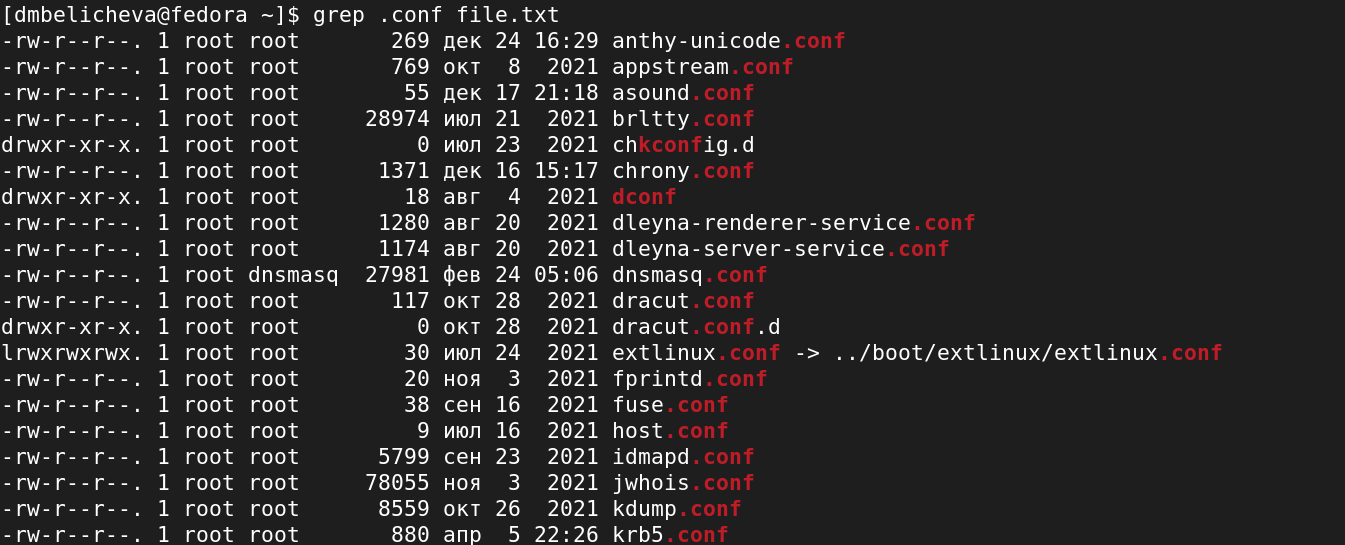 [dmbelicheva@fedora ~]$ grep .conf file.txt
-rw-r--r--. 1 root root       269 дек 24 16:29 anthy-unicode.conf
-rw-r--r--. 1 root root       769 окт  8  2021 appstream.conf
-rw-r--r--. 1 root root        55 дек 17 21:18 asound.conf
-rw-r--r--. 1 root root     28974 июл 21  2021 brltty.conf
drwxr-xr-x. 1 root root         0 июл 23  2021 chkconfig.d
-rw-r--r--. 1 root root      1371 дек 16 15:17 chrony.conf
drwxr-xr-x. 1 root root        18 авг  4  2021 dconf
-rw-r--r--. 1 root root      1280 авг 20  2021 dleyna-renderer-service.conf
-rw-r--r--. 1 root root      1174 авг 20  2021 dleyna-server-service.conf
-rw-r--r--. 1 root dnsmasq  27981 фев 24 05:06 dnsmasq.conf
-rw-r--r--. 1 root root       117 окт 28  2021 dracut.conf
drwxr-xr-x. 1 root root         0 окт 28  2021 dracut.conf.d
lrwxrwxrwx. 1 root root        30 июл 24  2021 extlinux.conf -> ../boot/extlinux/extlinux.conf
-rw-r--r--. 1 root root        20 ноя  3  2021 fprintd.conf
-rw-r--r--. 1 root root        38 сен 16  2021 fuse.conf
-rw-r--r--. 1 root root         9 июл 16  2021 host.conf
-rw-r--r--. 1 root root      5799 сен 23  2021 idmapd.conf
-rw-r--r--. 1 root root     78055 ноя  3  2021 jwhois.conf
-rw-r--r--. 1 root root      8559 окт 26  2021 kdump.conf
-rw-r--r--. 1 root root       880 апр  5 22:26 krb5.conf